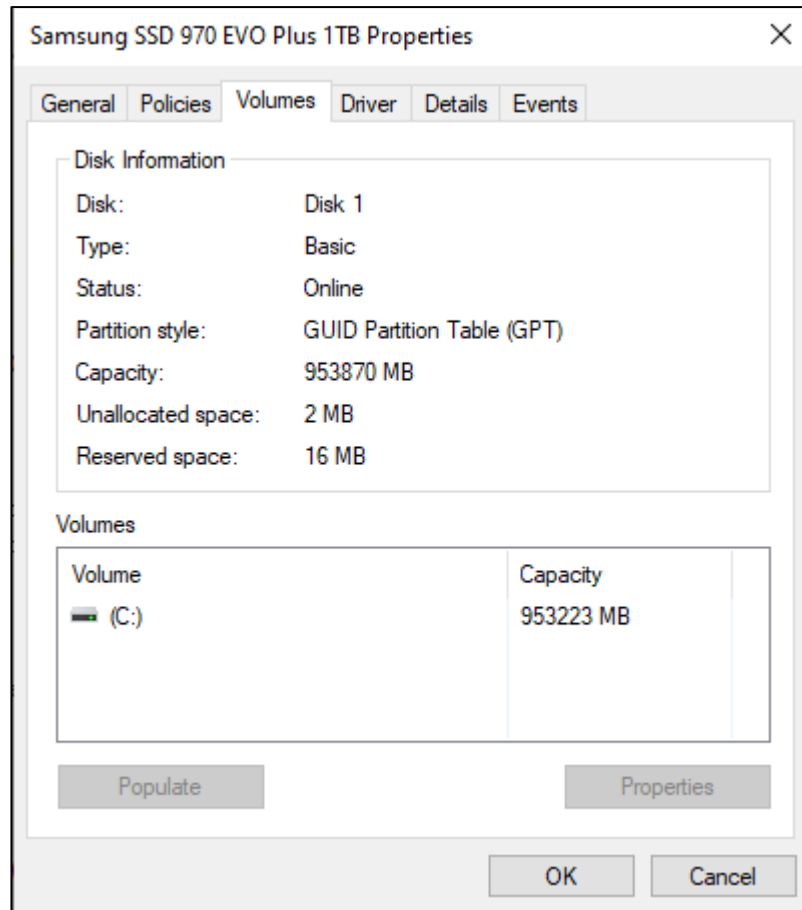 Samsung SSD 970 EVO Plus 1TB Properties
General Policies Volumes Driver Details Events
Disk Information
Disk: Disk 1
Type: Basic
Status: Online
Partition style: GUID Partition Table (GPT)
Capacity: 953870 MB
Unallocated space: 2 MB
Reserved space: 16 MB
Volumes
Volume Capacity
(C:) 953223 MB
Populate Properties
OK Cancel